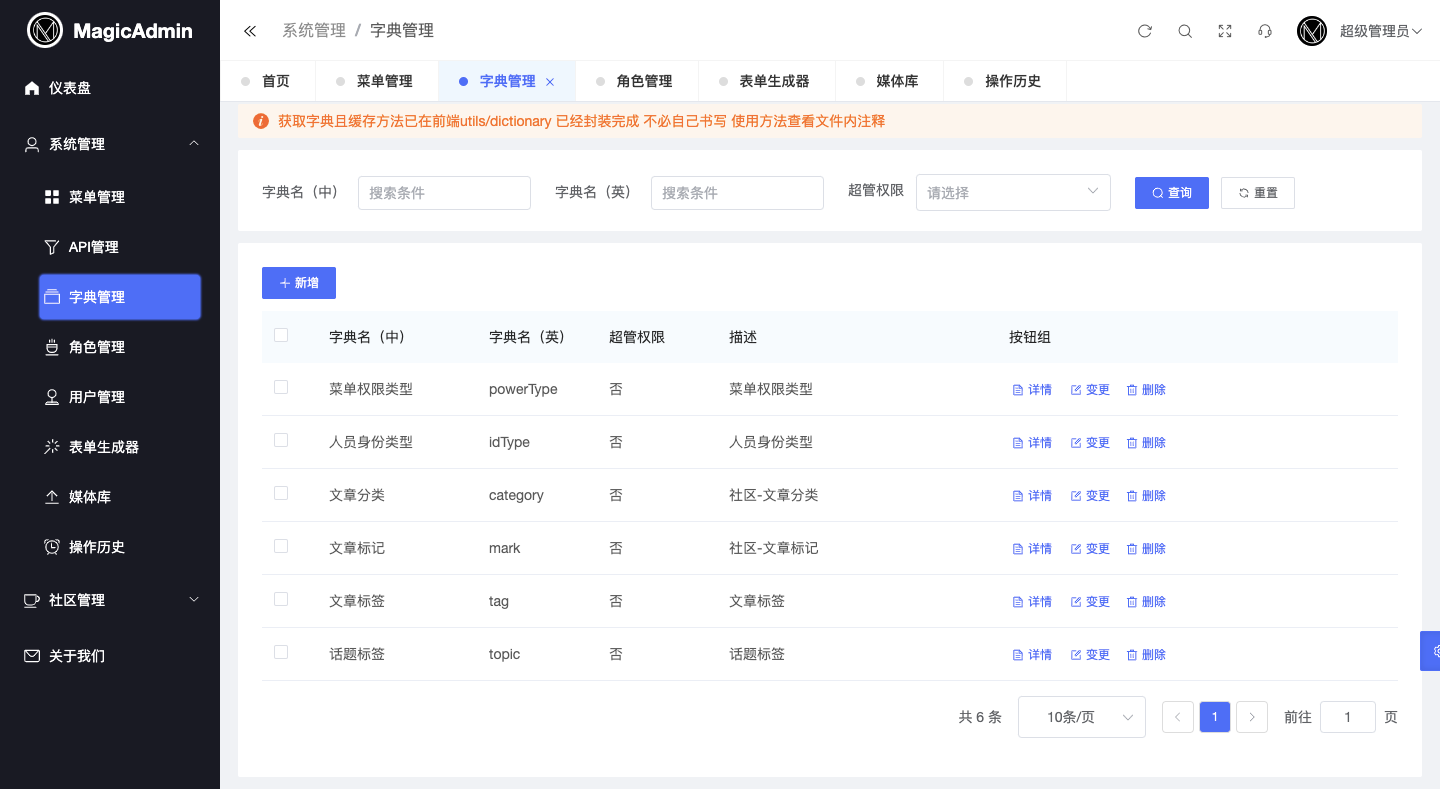 MagicAdmin
仪表盘
系统管理
菜单管理
API管理
字典管理
角色管理
用户管理
表单生成器
媒体库
操作历史
社区管理
关于我们
系统管理 / 字典管理
超级管理员
首页 菜单管理 字典管理 角色管理 表单生成器 媒体库 操作历史
获取字典且缓存方法已在前端utils/dictionary 已经封装完成 不必自己书写 使用方法查看文件内注释
字典名（中） 搜索条件 字典名（英） 搜索条件 超管权限 请选择 查询 重置
新增
字典名（中） 字典名（英） 超管权限 描述 按钮组
菜单权限类型 powerType 否 菜单权限类型 详情 变更 删除
人员身份类型 idType 否 人员身份类型 详情 变更 删除
文章分类 category 否 社区-文章分类 详情 变更 删除
文章标记 mark 否 社区-文章标记 详情 变更 删除
文章标签 tag 否 文章标签 详情 变更 删除
话题标签 topic 否 话题标签 详情 变更 删除
共 6 条 10条/页 1 前往 1 页